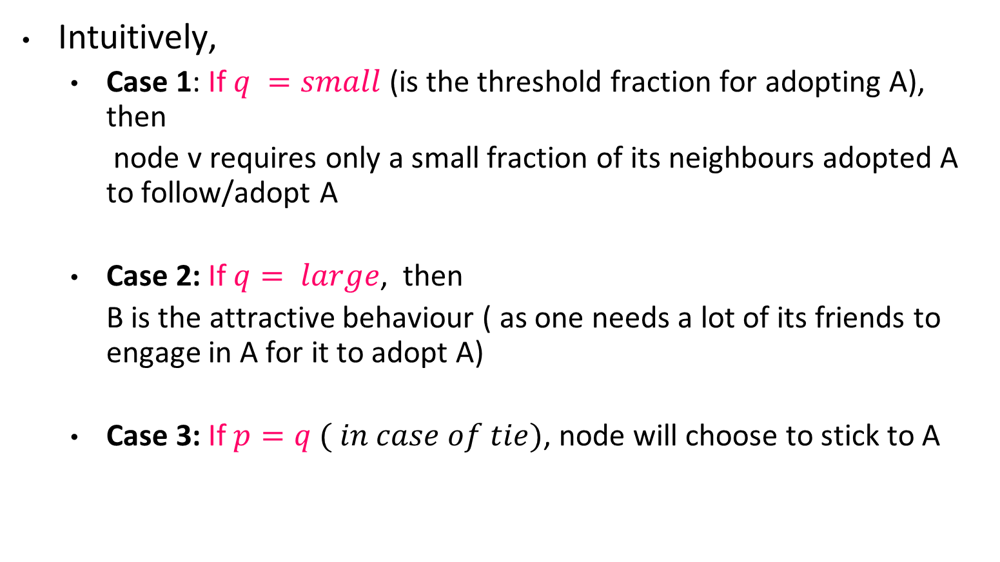 • Intuitively,
• Case 1: If q = small (is the threshold fraction for adopting A),
then
node v requires only a small fraction of its neighbours adopted A
to follow/adopt A
• Case 2: If q = large, then
B is the attractive behaviour ( as one needs a lot of its friends to
engage in A for it to adopt A)
• Case 3: If p = q ( in case of tie), node will choose to stick to A